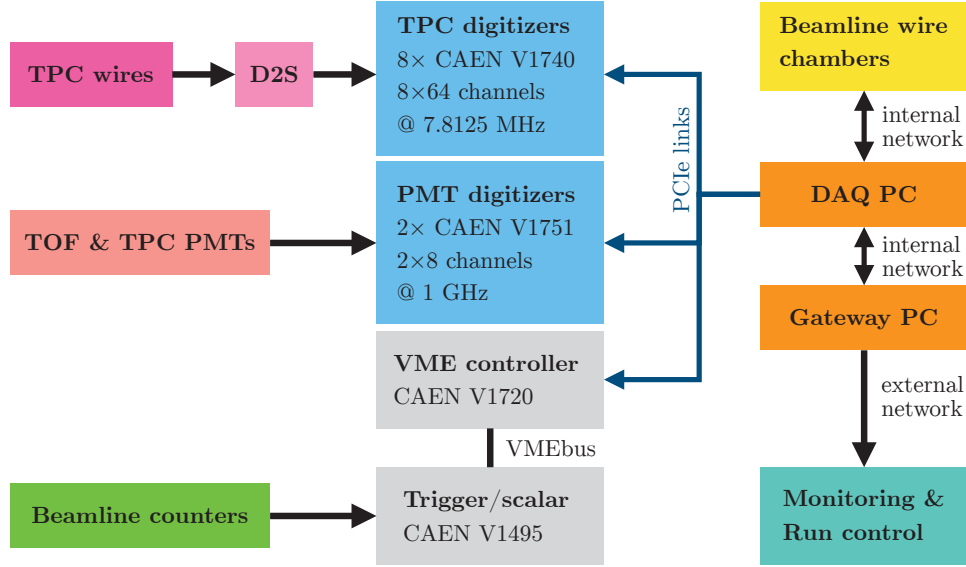 TPC wires
D2S
TPC digitizers
8× CAEN V1740
8×64 channels
@ 7.8125 MHz
TOF & TPC PMTs
PMT digitizers
2× CAEN V1751
2×8 channels
@ 1 GHz
VME controller
CAEN V1720
VMEbus
Beamline counters
Trigger/scalar
CAEN V1495
PCIe links
Beamline wire
chambers
internal
network
DAQ PC
internal
network
Gateway PC
external
network
Monitoring &
Run control